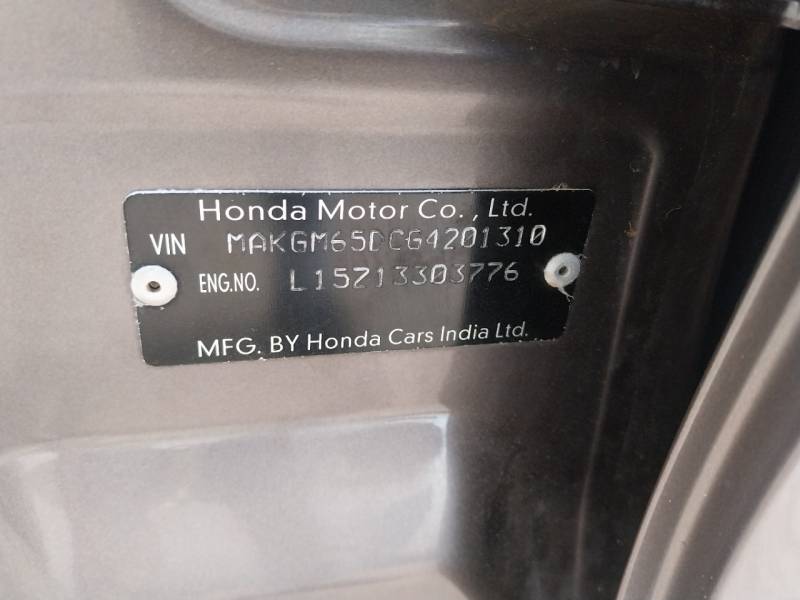 Honda Motor Co., Ltd.
VIN MAKGM65DCG4201310
ENG.NO. L15Z13303776
MFG. BY Honda Cars India Ltd.